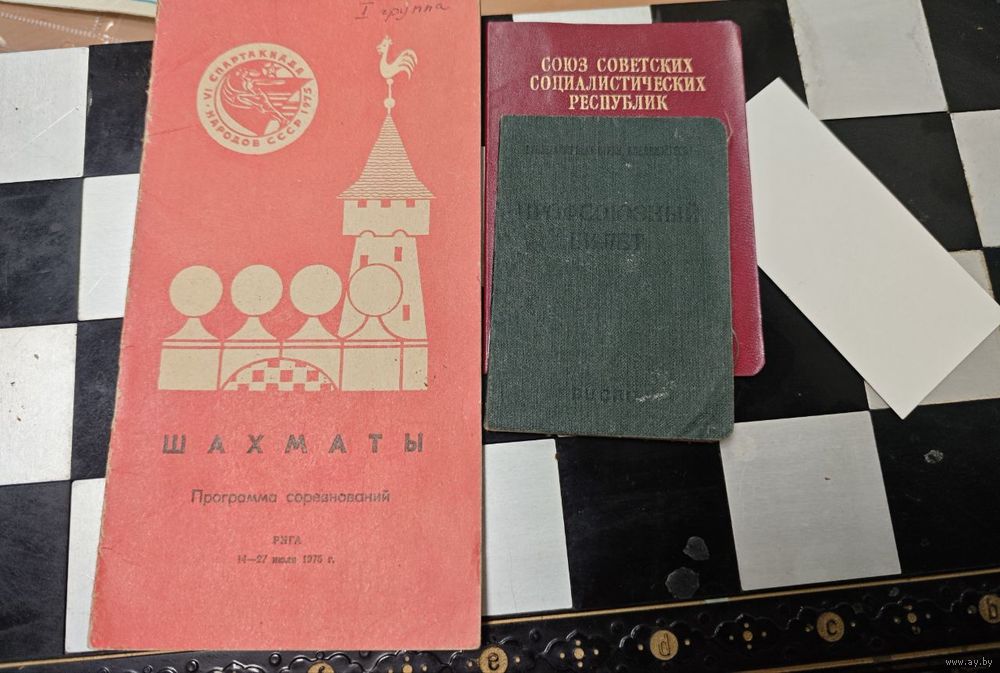 I группа
VI СПАРТАКИАДА
НАРОДОВ СССР 1975
ШАХМАТЫ
Программа соревнований
РИГА
14—27 июля 1975 г.
СОЮЗ СОВЕТСКИХ
СОЦИАЛИСТИЧЕСКИХ
РЕСПУБЛИК
ПРОФСОЮЗНЫЙ
БИЛЕТ
ВЦСПС
e
d
c
b
www.ay.by